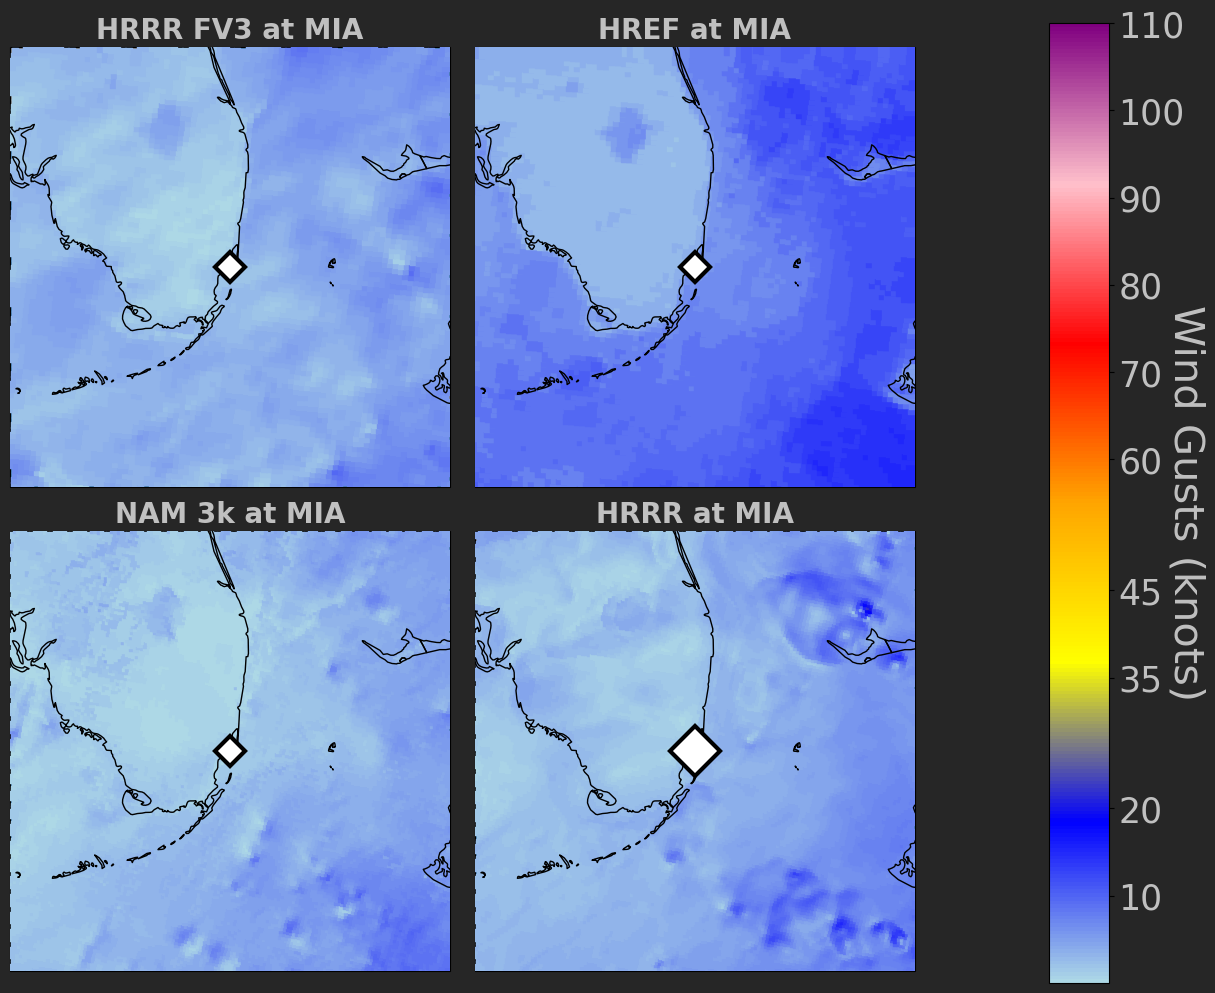 HRRR FV3 at MIA
HREF at MIA
NAM 3k at MIA
HRRR at MIA
110
100
90
80
70
60
45
35
20
10
Wind Gusts (knots)